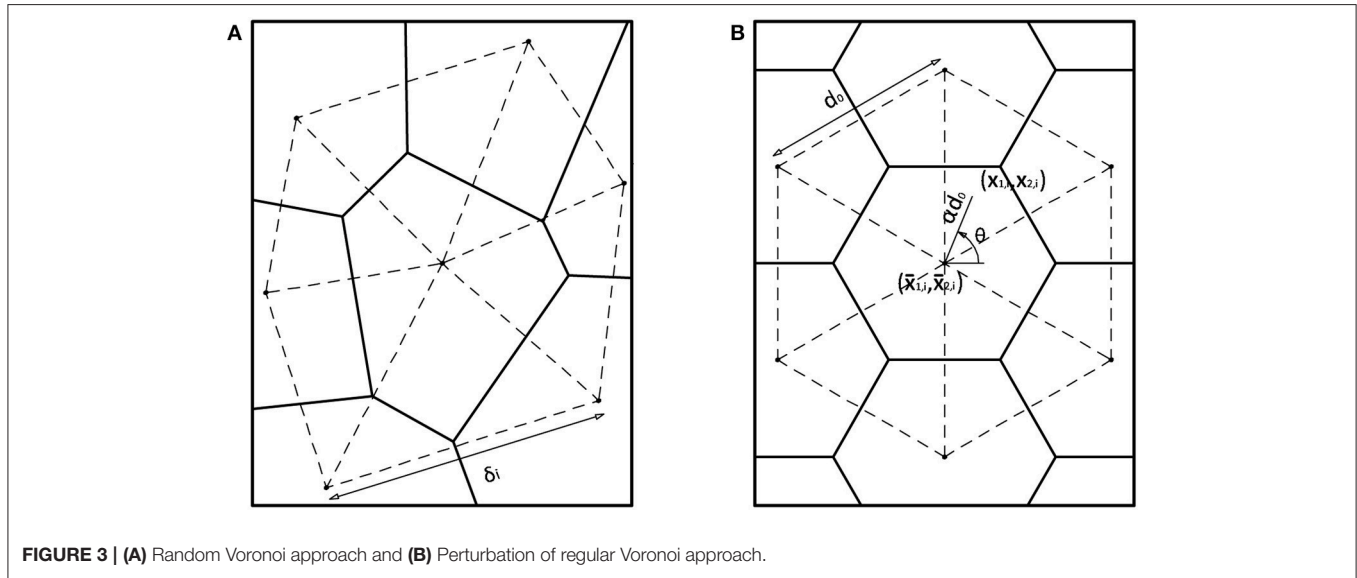 A
δi
B
d₀
(x₁,ᵢ, x₂,ᵢ)
αd₀
θ
(x̄₁,ᵢ, x̄₂,ᵢ)
FIGURE 3 | (A) Random Voronoi approach and (B) Perturbation of regular Voronoi approach.